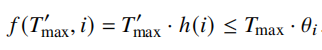 f(T′max, i) = T′max · h(i) ≤ Tmax · θi.